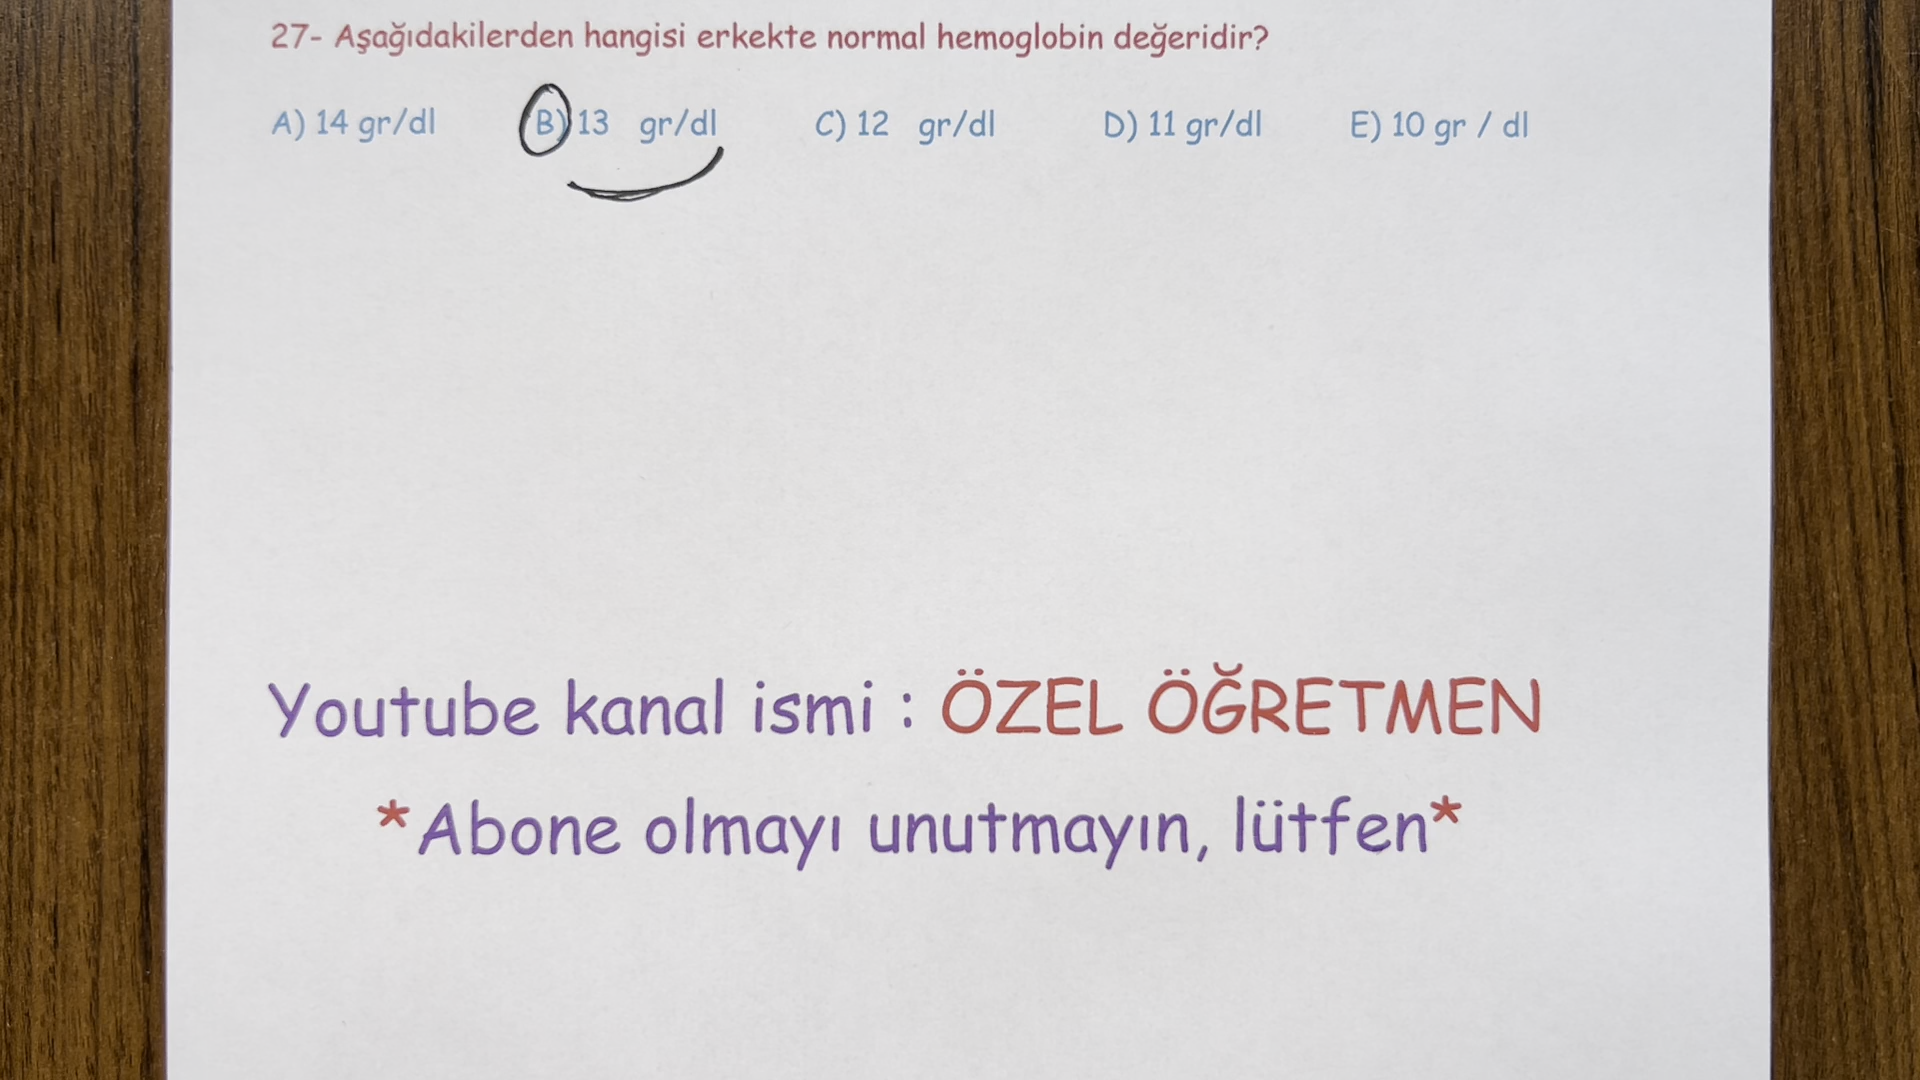 27- Aşağıdakilerden hangisi erkekte normal hemoglobin değeridir?
A) 14 gr/dl B) 13 gr/dl C) 12 gr/dl D) 11 gr/dl E) 10 gr / dl
Youtube kanal ismi : ÖZEL ÖĞRETMEN
*Abone olmayı unutmayın, lütfen*